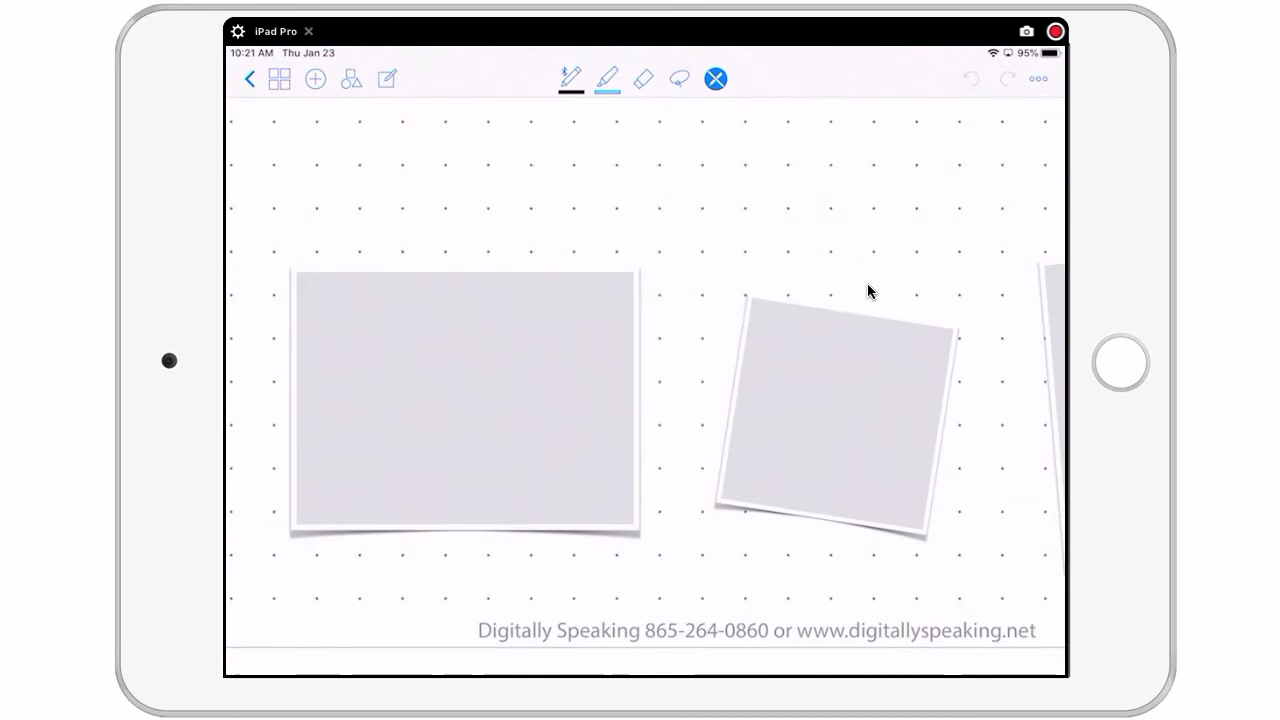 iPad Pro
10:21 AM Thu Jan 23
95%
Digitally Speaking 865-264-0860 or www.digitallyspeaking.net